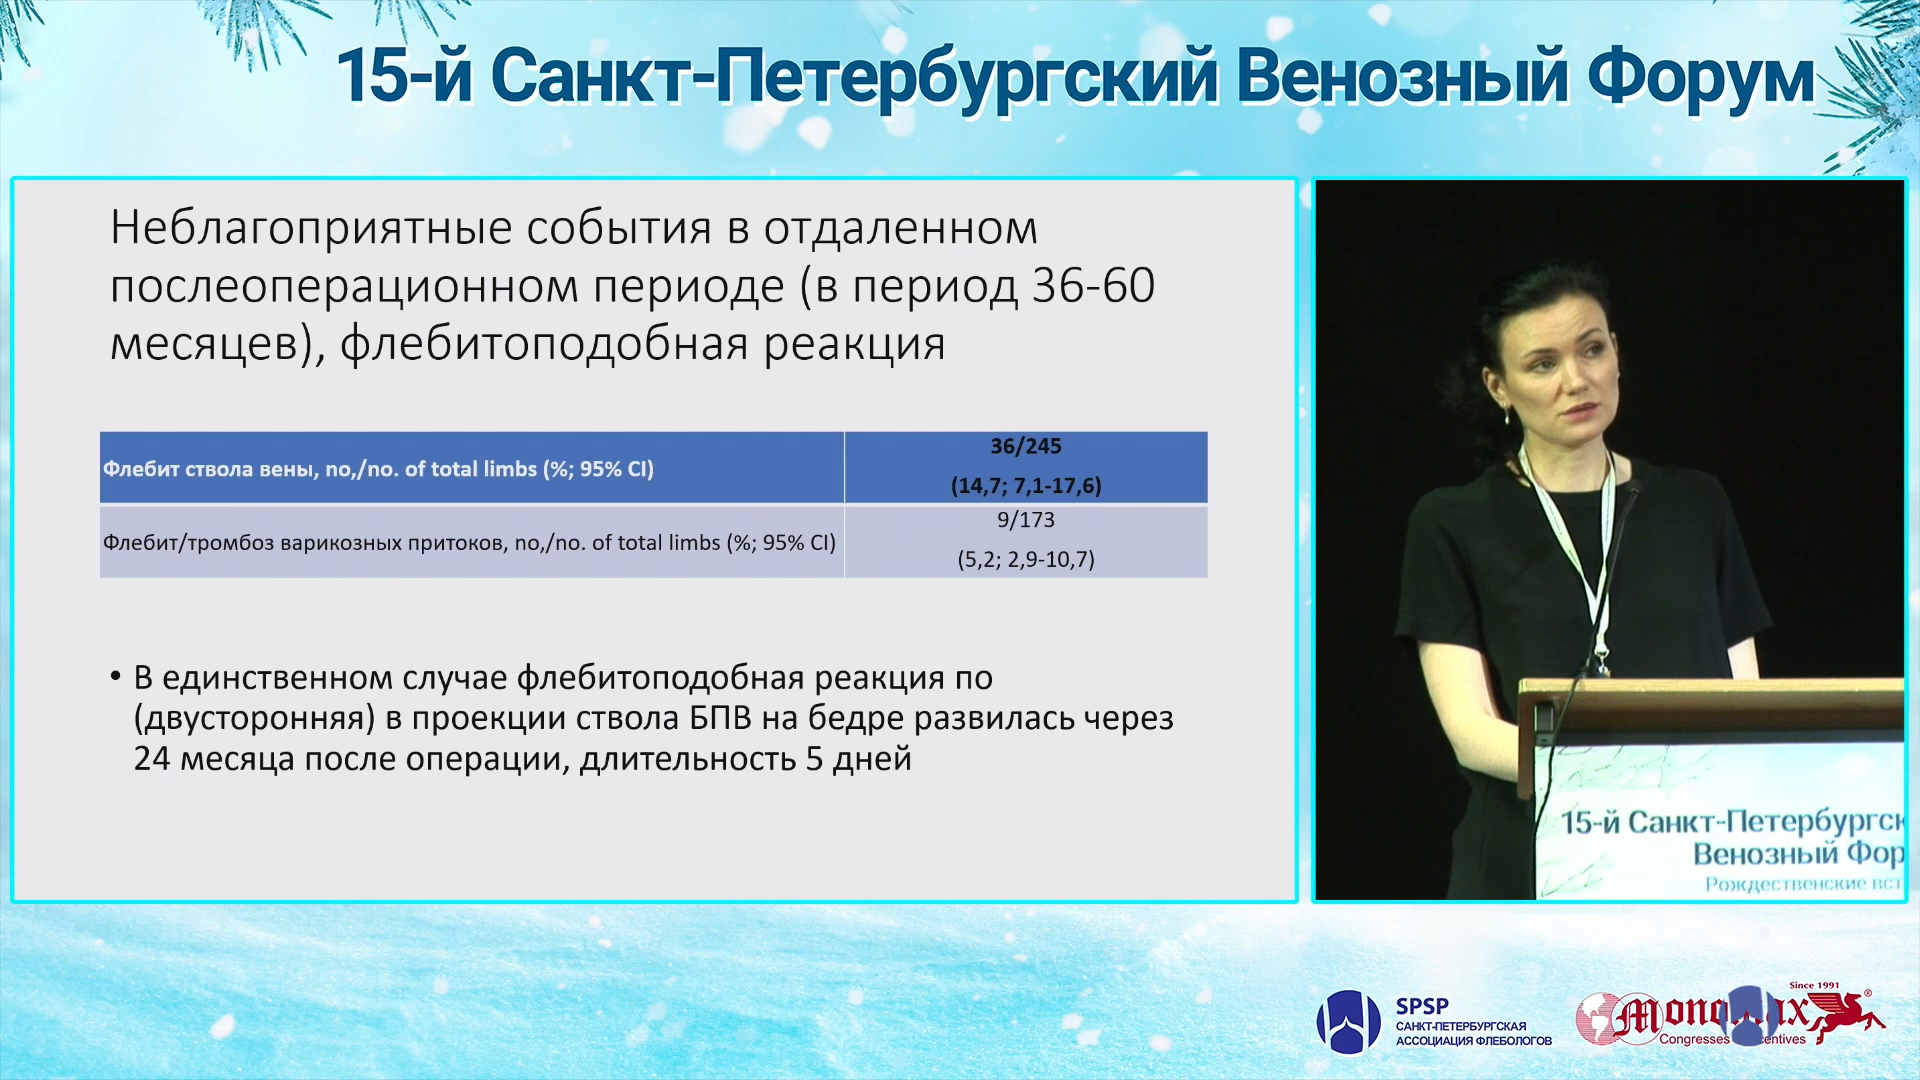 15-й Санкт-Петербургский Венозный Форум
Неблагоприятные события в отдаленном
послеоперационном периоде (в период 36-60
месяцев), флебитоподобная реакция
Флебит ствола вены, no,/no. of total limbs (%; 95% CI)
36/245
(14,7; 7,1-17,6)
Флебит/тромбоз варикозных притоков, no,/no. of total limbs (%; 95% CI)
9/173
(5,2; 2,9-10,7)
• В единственном случае флебитоподобная реакция по
(двусторонняя) в проекции ствола БПВ на бедре развилась через
24 месяца после операции, длительность 5 дней
15-й Санкт-Петербургск
Венозный Фор
Рождественские вст
SPSP
САНКТ-ПЕТЕРБУРГСКАЯ
АССОЦИАЦИЯ ФЛЕБОЛОГОВ
Since 1991
Congresses